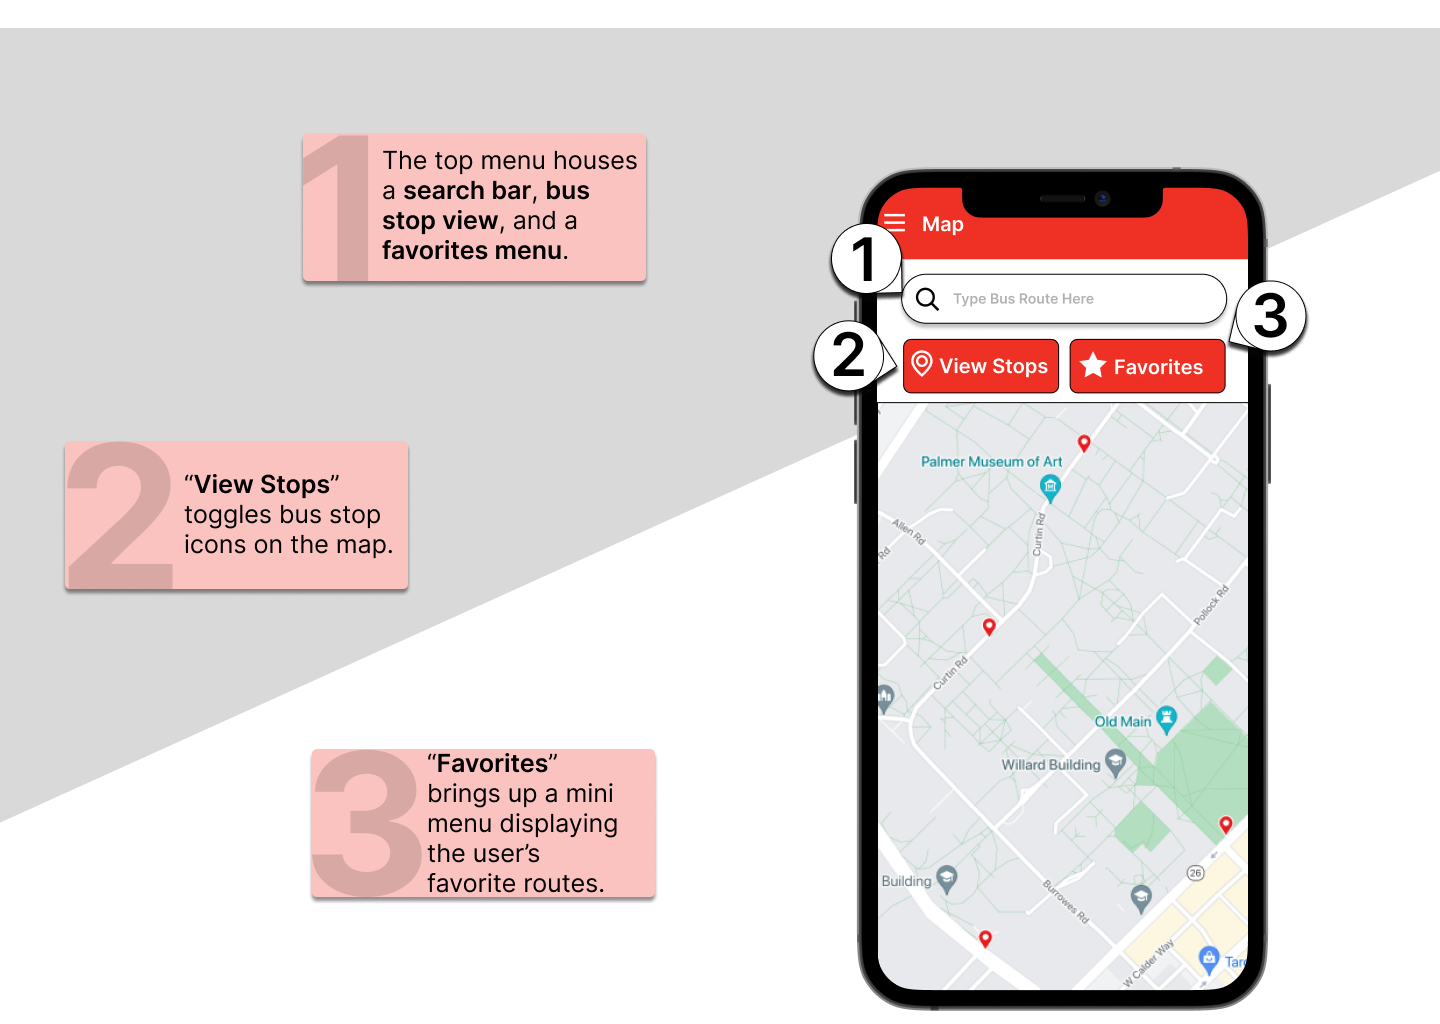 1
The top menu houses
a search bar, bus
stop view, and a
favorites menu.
2
“View Stops”
toggles bus stop
icons on the map.
3
“Favorites”
brings up a mini
menu displaying
the user’s
favorite routes.
Map
1
Type Bus Route Here
3
2
View Stops
Favorites
Palmer Museum of Art
Allen Rd
Curtin Rd
Rd
Pollock Rd
Curtin Rd
Old Main
Willard Building
Building
26
Burrowes Rd
W Calder Way
Targ